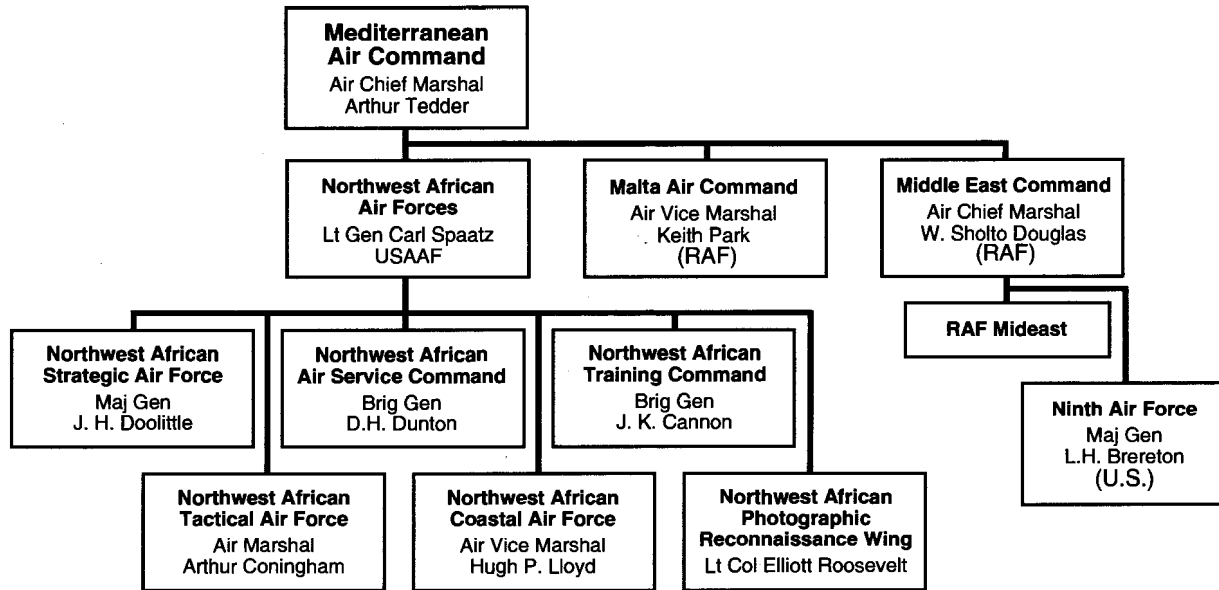 Mediterranean
Air Command
Air Chief Marshal
Arthur Tedder
Northwest African
Air Forces
Lt Gen Carl Spaatz
USAAF
Malta Air Command
Air Vice Marshal
Keith Park
(RAF)
Middle East Command
Air Chief Marshal
W. Sholto Douglas
(RAF)
RAF Mideast
Northwest African
Strategic Air Force
Maj Gen
J. H. Doolittle
Northwest African
Air Service Command
Brig Gen
D.H. Dunton
Northwest African
Training Command
Brig Gen
J. K. Cannon
Ninth Air Force
Maj Gen
L.H. Brereton
(U.S.)
Northwest African
Tactical Air Force
Air Marshal
Arthur Coningham
Northwest African
Coastal Air Force
Air Vice Marshal
Hugh P. Lloyd
Northwest African
Photographic
Reconnaissance Wing
Lt Col Elliott Roosevelt